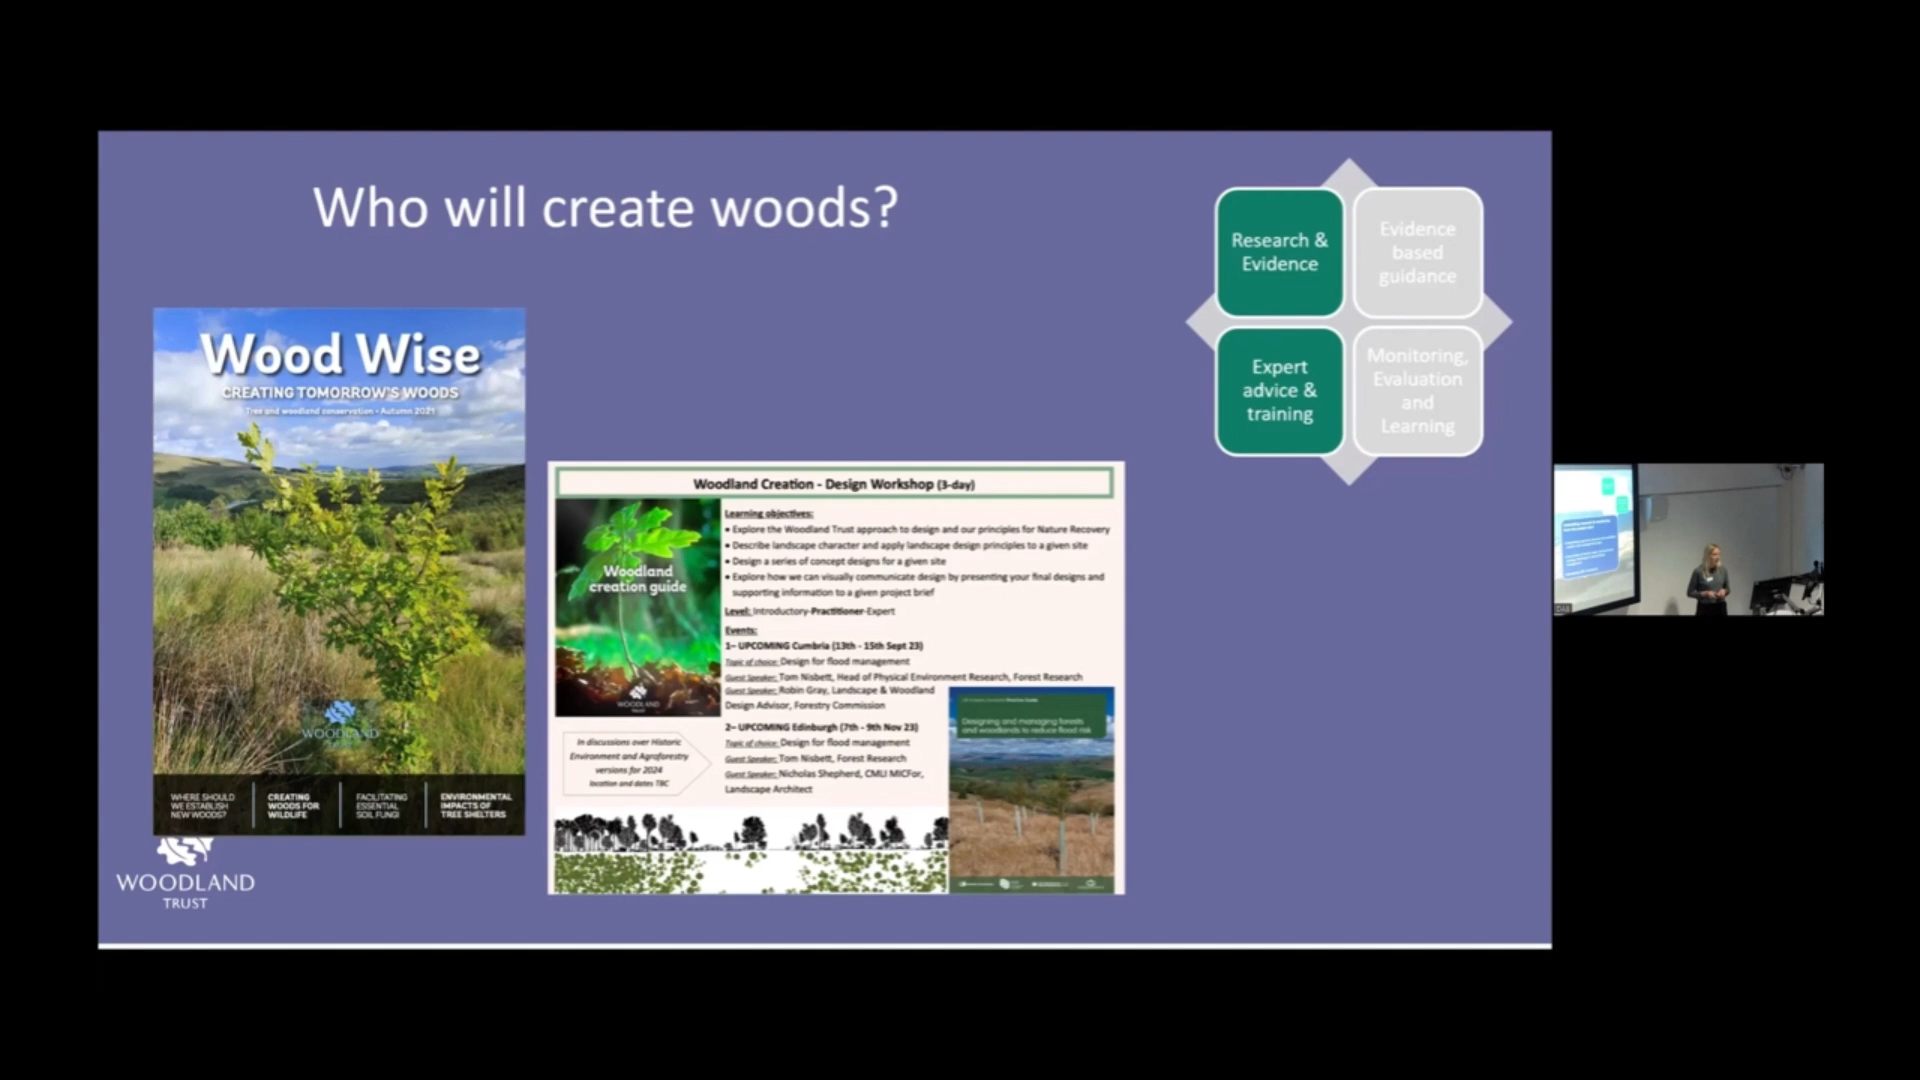 Who will create woods?
Research &
Evidence
Evidence
based
guidance
Expert
advice &
training
Monitoring,
Evaluation
and
Learning
Wood Wise
CREATING TOMORROW'S WOODS
Tree and woodland conservation • Autumn 2021
WOODLAND
WHERE SHOULD
WE ESTABLISH
NEW WOODS?
CREATING
WOODS FOR
WILDLIFE
FACILITATING
ESSENTIAL
SOIL FUNGI
ENVIRONMENTAL
IMPACTS OF
TREE SHELTERS
WOODLAND
TRUST
Woodland Creation - Design Workshop (3-day)
Woodland
creation guide
WOODLAND
Learning objectives:
• Explore the Woodland Trust approach to design and our principles for Nature Recovery
• Describe landscape character and apply landscape design principles to a given site
• Design a series of concept designs for a given site
• Explore how we can visually communicate design by presenting your final designs and
supporting information to a given project brief
Level: Introductory-Practitioner-Expert
Events:
1– UPCOMING Cumbria (13th - 15th Sept 23)
Topic of choice: Design for flood management
Guest Speaker: Tom Nisbett, Head of Physical Environment Research, Forest Research
Guest Speaker: Robin Gray, Landscape & Woodland
Design Advisor, Forestry Commission
2– UPCOMING Edinburgh (7th - 9th Nov 23)
Topic of choice: Design for flood management
Guest Speaker: Tom Nisbett, Forest Research
Guest Speaker: Nicholas Shepherd, CMLI MICFor,
Landscape Architect
In discussions over Historic
Environment and Agroforestry
versions for 2024
location and dates TBC
Designing and managing forests
and woodlands to reduce flood risk